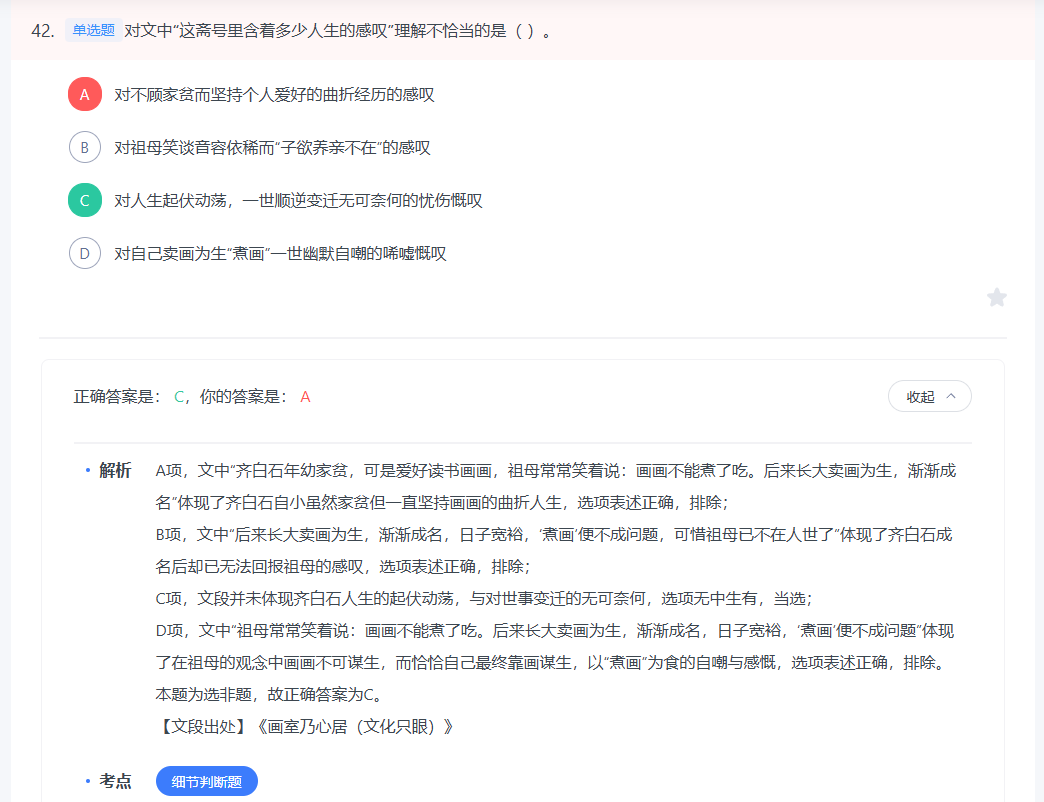 42. 单选题 对文中“这斋号里含着多少人生的感叹”理解不恰当的是（ ）。
A 对不顾家贫而坚持个人爱好的曲折经历的感叹
B 对祖母笑谈音容依稀而“子欲养亲不在”的感叹
C 对人生起伏动荡，一世顺逆变迁无可奈何的忧伤慨叹
D 对自己卖画为生“煮画”一世幽默自嘲的唏嘘慨叹
正确答案是： C，你的答案是： A
收起
解析 A项，文中“齐白石年幼家贫，可是爱好读书画画，祖母常常笑着说：画画不能煮了吃。后来长大卖画为生，渐渐成
名”体现了齐白石自小虽然家贫但一直坚持画画的曲折人生，选项表述正确，排除；
B项，文中“后来长大卖画为生，渐渐成名，日子宽裕，‘煮画’便不成问题，可惜祖母已不在人世了”体现了齐白石成
名后却已无法回报祖母的感叹，选项表述正确，排除；
C项，文段并未体现齐白石人生的起伏动荡，与对世事变迁的无可奈何，选项无中生有，当选；
D项，文中“祖母常常笑着说：画画不能煮了吃。后来长大卖画为生，渐渐成名，日子宽裕，‘煮画’便不成问题”体现
了在祖母的观念中画画不可谋生，而恰恰自己最终靠画谋生，以“煮画”为食的自嘲与感慨，选项表述正确，排除。
本题为选非题，故正确答案为C。
【文段出处】《画室乃心居（文化只眼）》
考点 细节判断题